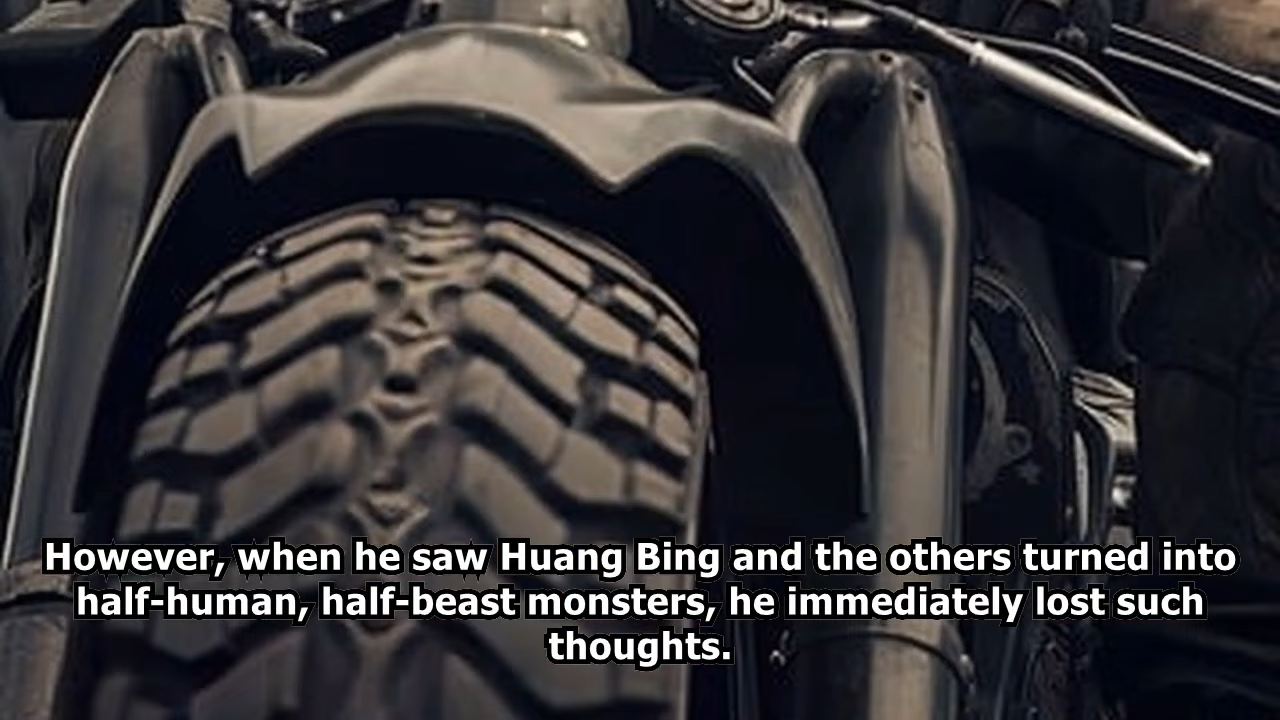 However, when he saw Huang Bing and the others turned into
half-human, half-beast monsters, he immediately lost such
thoughts.